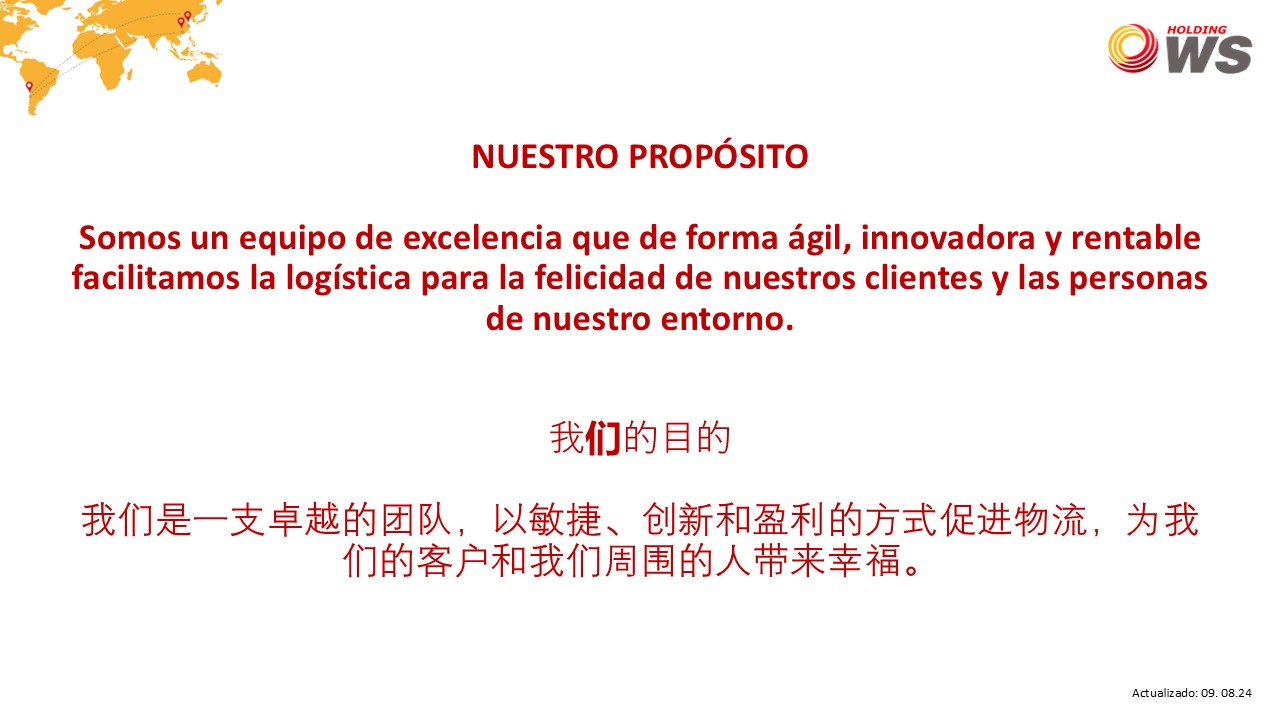 HOLDING
WS
NUESTRO PROPÓSITO
Somos un equipo de excelencia que de forma ágil, innovadora y rentable
facilitamos la logística para la felicidad de nuestros clientes y las personas
de nuestro entorno.
我们的目的
我们是一支卓越的团队，以敏捷、创新和盈利的方式促进物流，为我
们的客户和我们周围的人带来幸福。
Actualizado: 09. 08.24